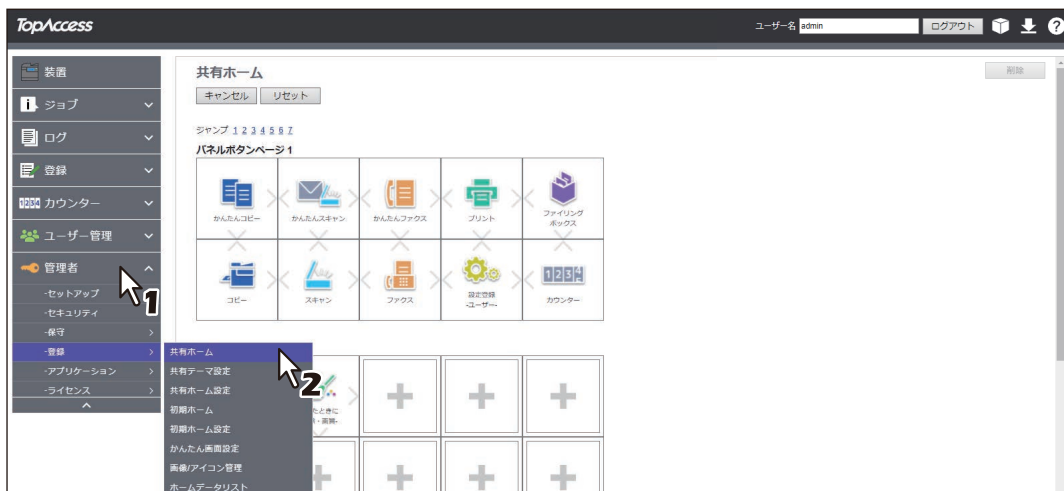 TopAccess
ユーザー名 admin ログアウト
装置
ジョブ
ログ
登録
1234 カウンター
ユーザー管理
管理者
-セットアップ
-セキュリティ
-保守
-登録
-アプリケーション
-ライセンス
1
共有ホーム
共有テーマ設定
共有ホーム設定
初期ホーム
初期ホーム設定
かんたん画面設定
画像/アイコン管理
ホームデータリスト
2
共有ホーム
削除
キャンセル リセット
ジャンプ 1 2 3 4 5 6 7
パネルボタンページ 1
かんたんコピー かんたんスキャン かんたんファクス プリント ファイリング
ボックス
コピー スキャン ファクス 設定登録
-ユーザー- カウンター